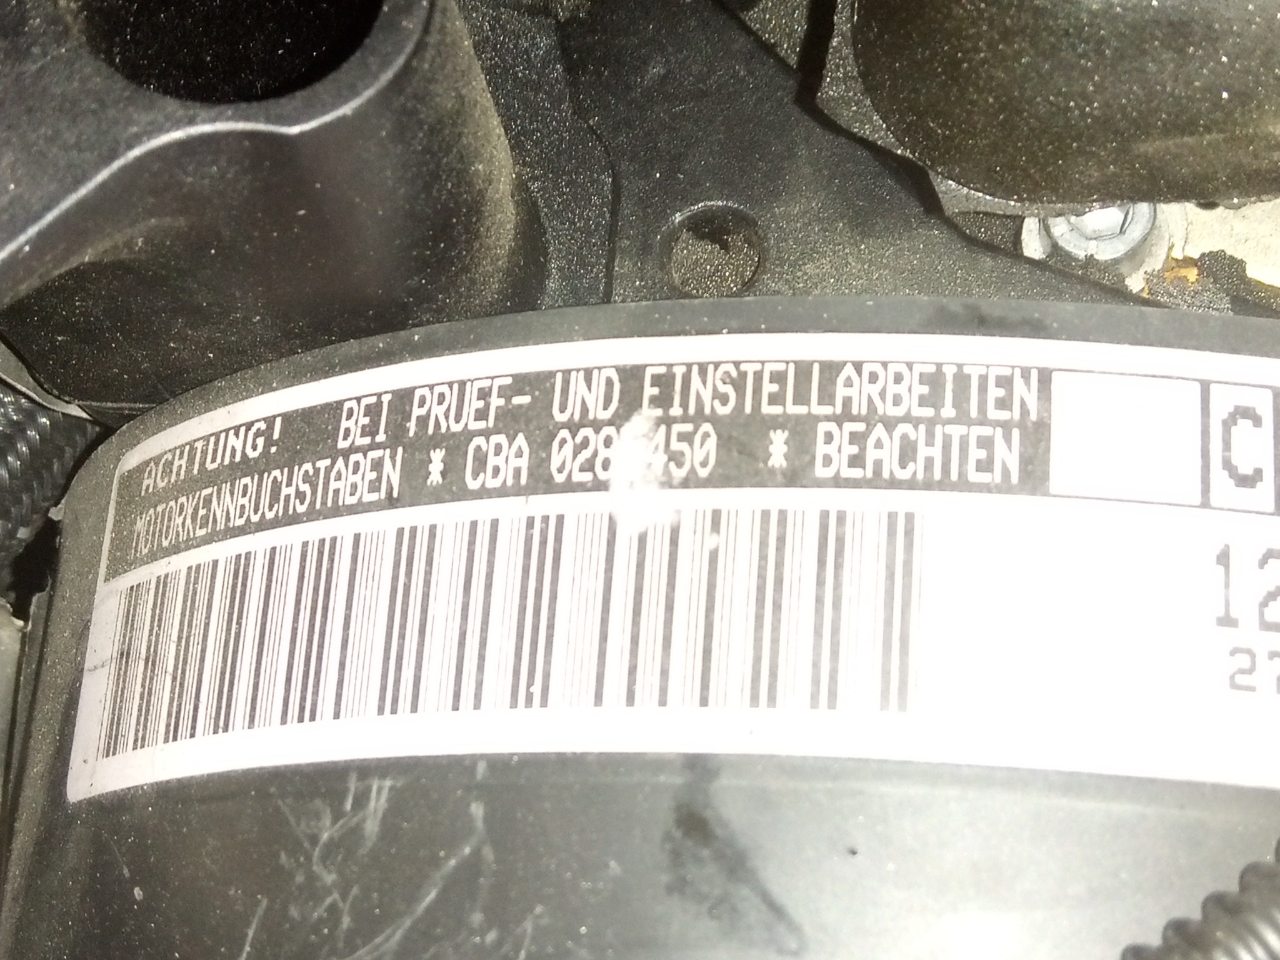 ACHTUNG! BEI PRUEF- UND EINSTELLARBEITEN
MOTORKENNBUCHSTABEN * CBA * BEACHTEN
C
12